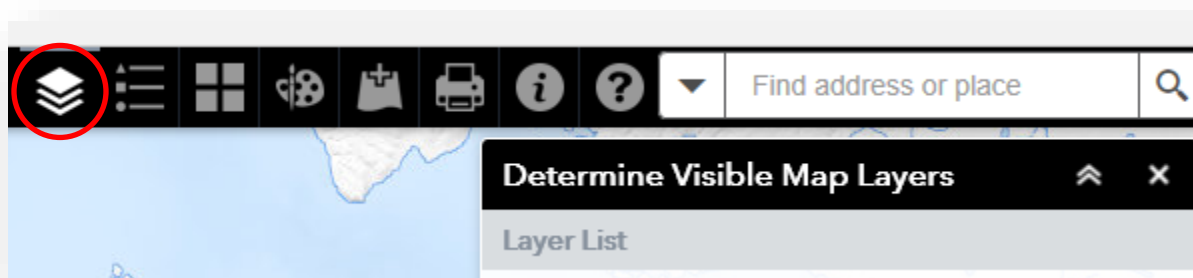 Find address or place
Determine Visible Map Layers
Layer List